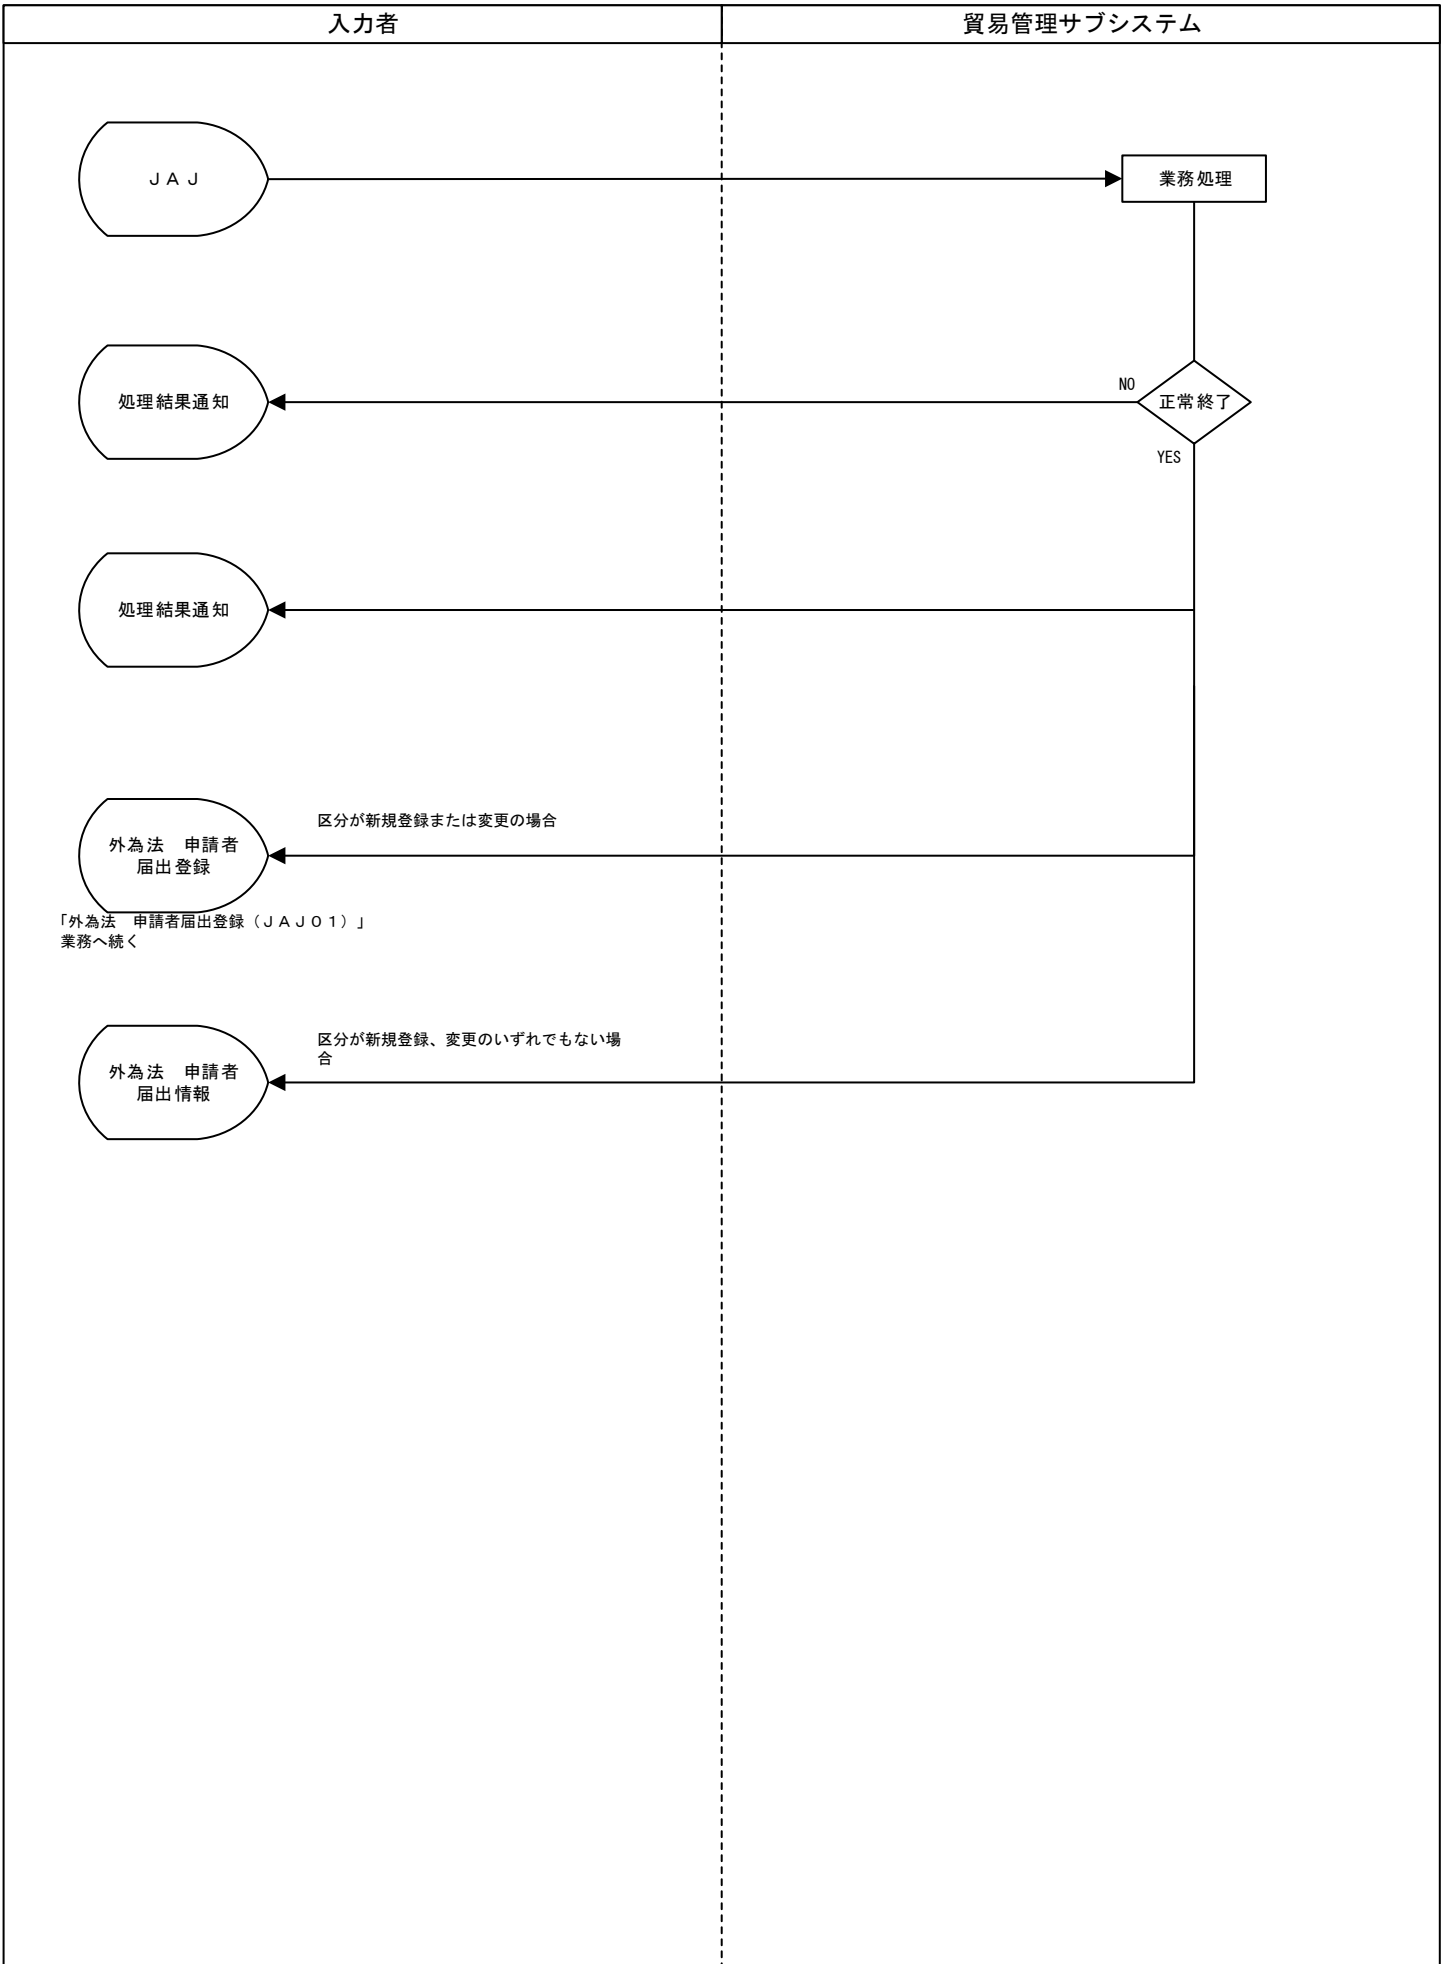 入力者
貿易管理サブシステム
ＪＡＪ
業務処理
処理結果通知
NO
正常終了
YES
処理結果通知
区分が新規登録または変更の場合
外為法　申請者
届出登録
「外為法　申請者届出登録（ＪＡＪ０１）」
業務へ続く
区分が新規登録、変更のいずれでもない場
合
外為法　申請者
届出情報